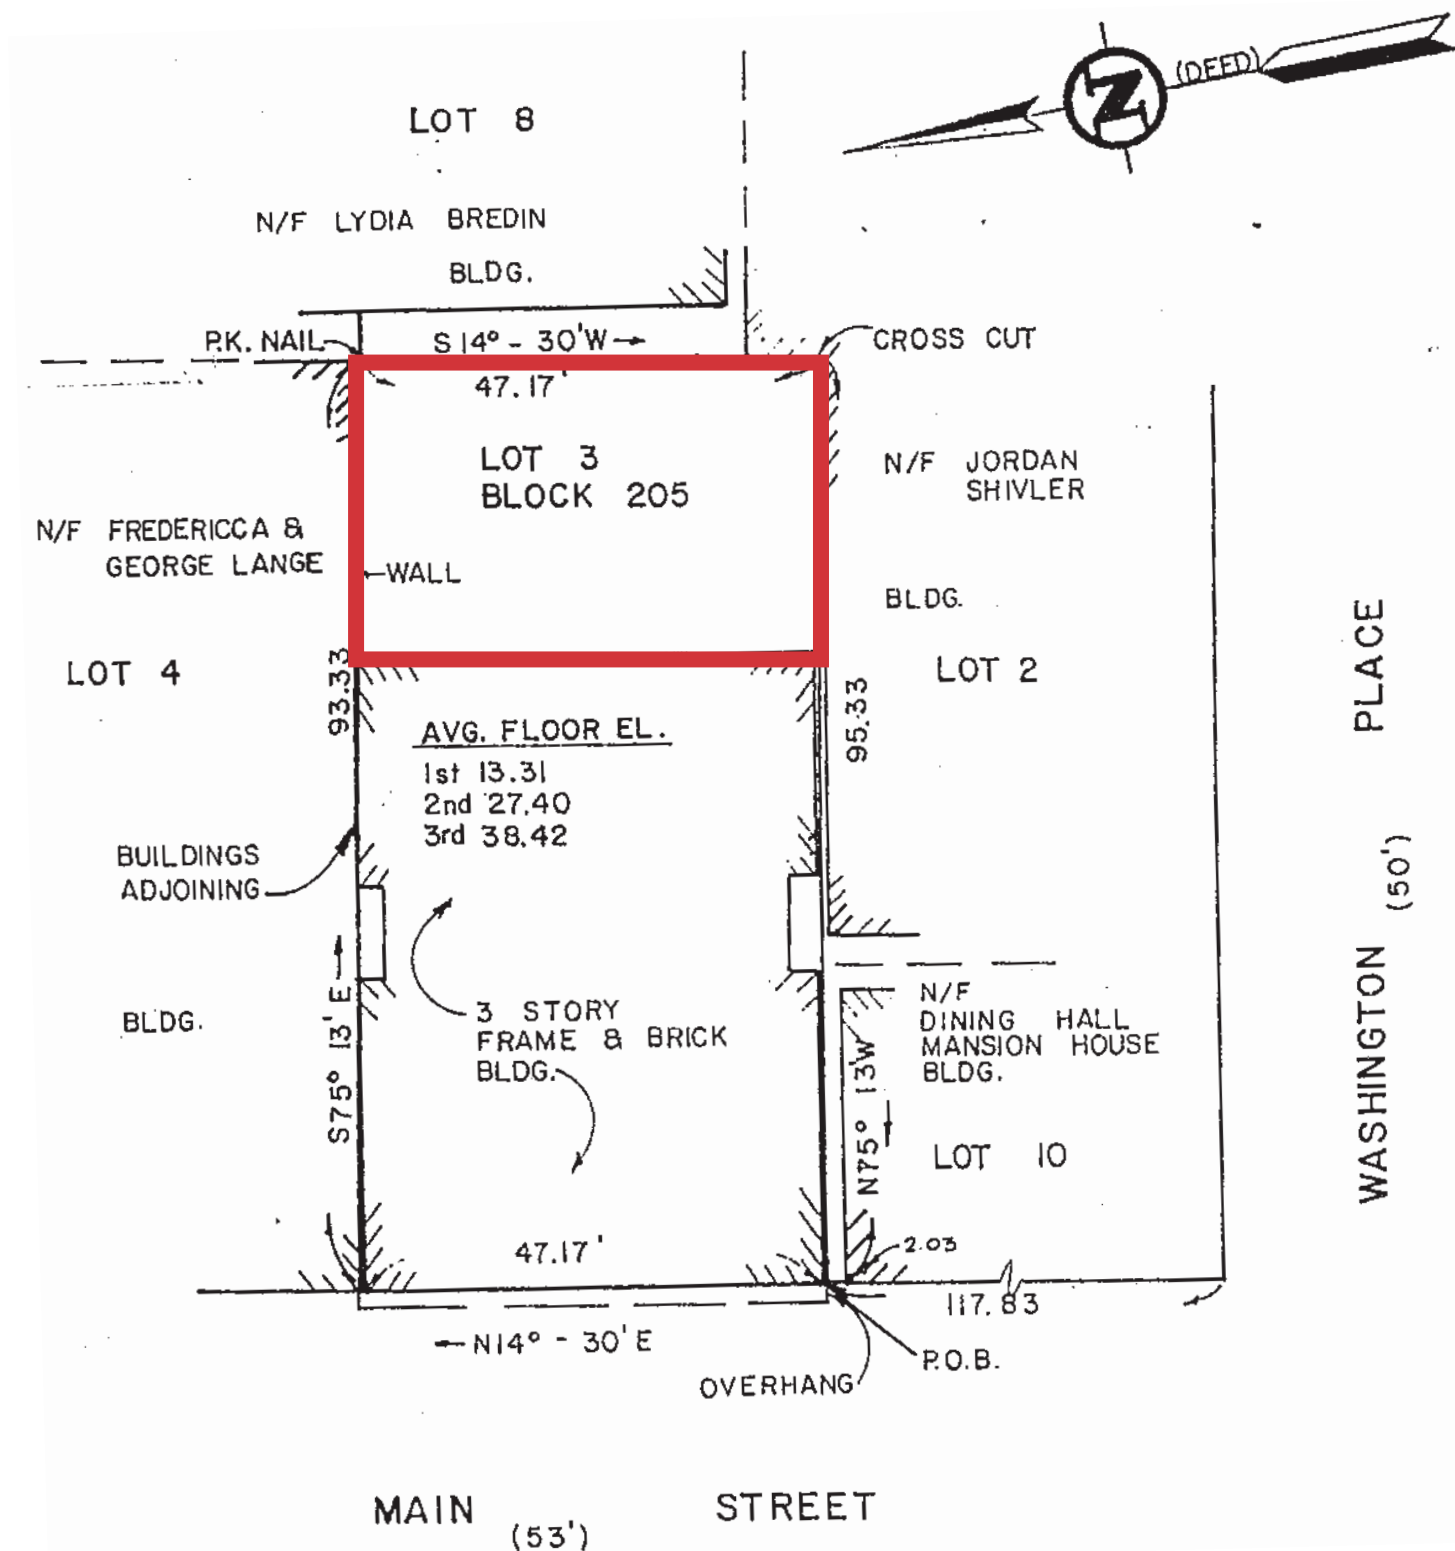 LOT 8
(DEED)
N
N/F LYDIA BREDIN
BLDG.
P.K. NAIL
S 14° - 30'W
CROSS CUT
47.17'
LOT 3
BLOCK 205
N/F JORDAN
SHIVLER
N/F FREDERICCA &
GEORGE LANGE
WALL
BLDG.
LOT 4
93.33
LOT 2
95.33
WASHINGTON (50') PLACE
AVG. FLOOR EL.
1st 13.31
2nd 27.40
3rd 38.42
BUILDINGS
ADJOINING
BLDG.
S75° 13' E
3 STORY
FRAME & BRICK
BLDG.
N/F
DINING HALL
MANSION HOUSE
BLDG.
N75° 13'W
LOT 10
47.17'
2.03
117.83
N14° - 30' E
P.O.B.
OVERHANG
MAIN STREET
(53')